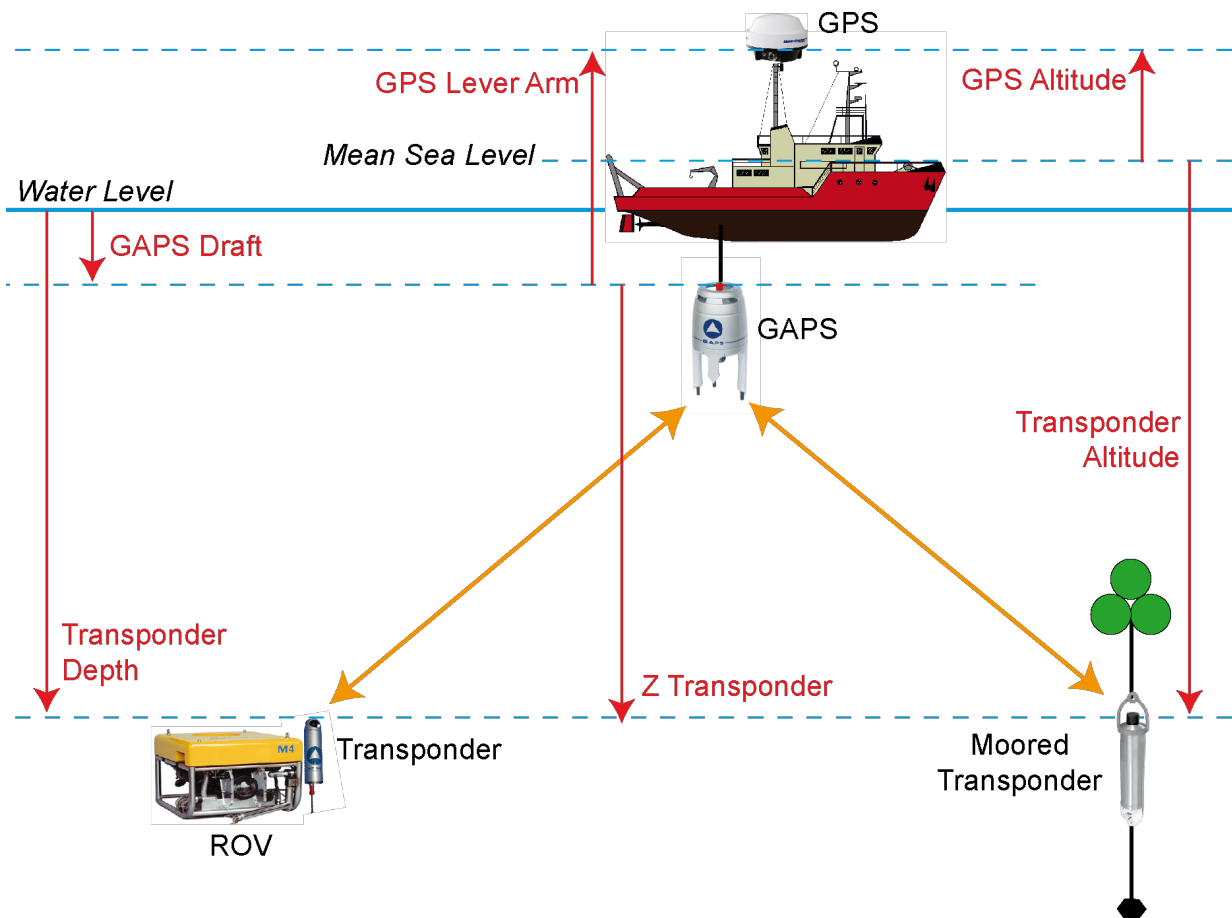 GPS
GPS Lever Arm
GPS Altitude
Mean Sea Level
Water Level
GAPS Draft
GAPS
GAPS
Transponder
Altitude
Transponder
Depth
Z Transponder
M4
Transponder
Moored
Transponder
ROV